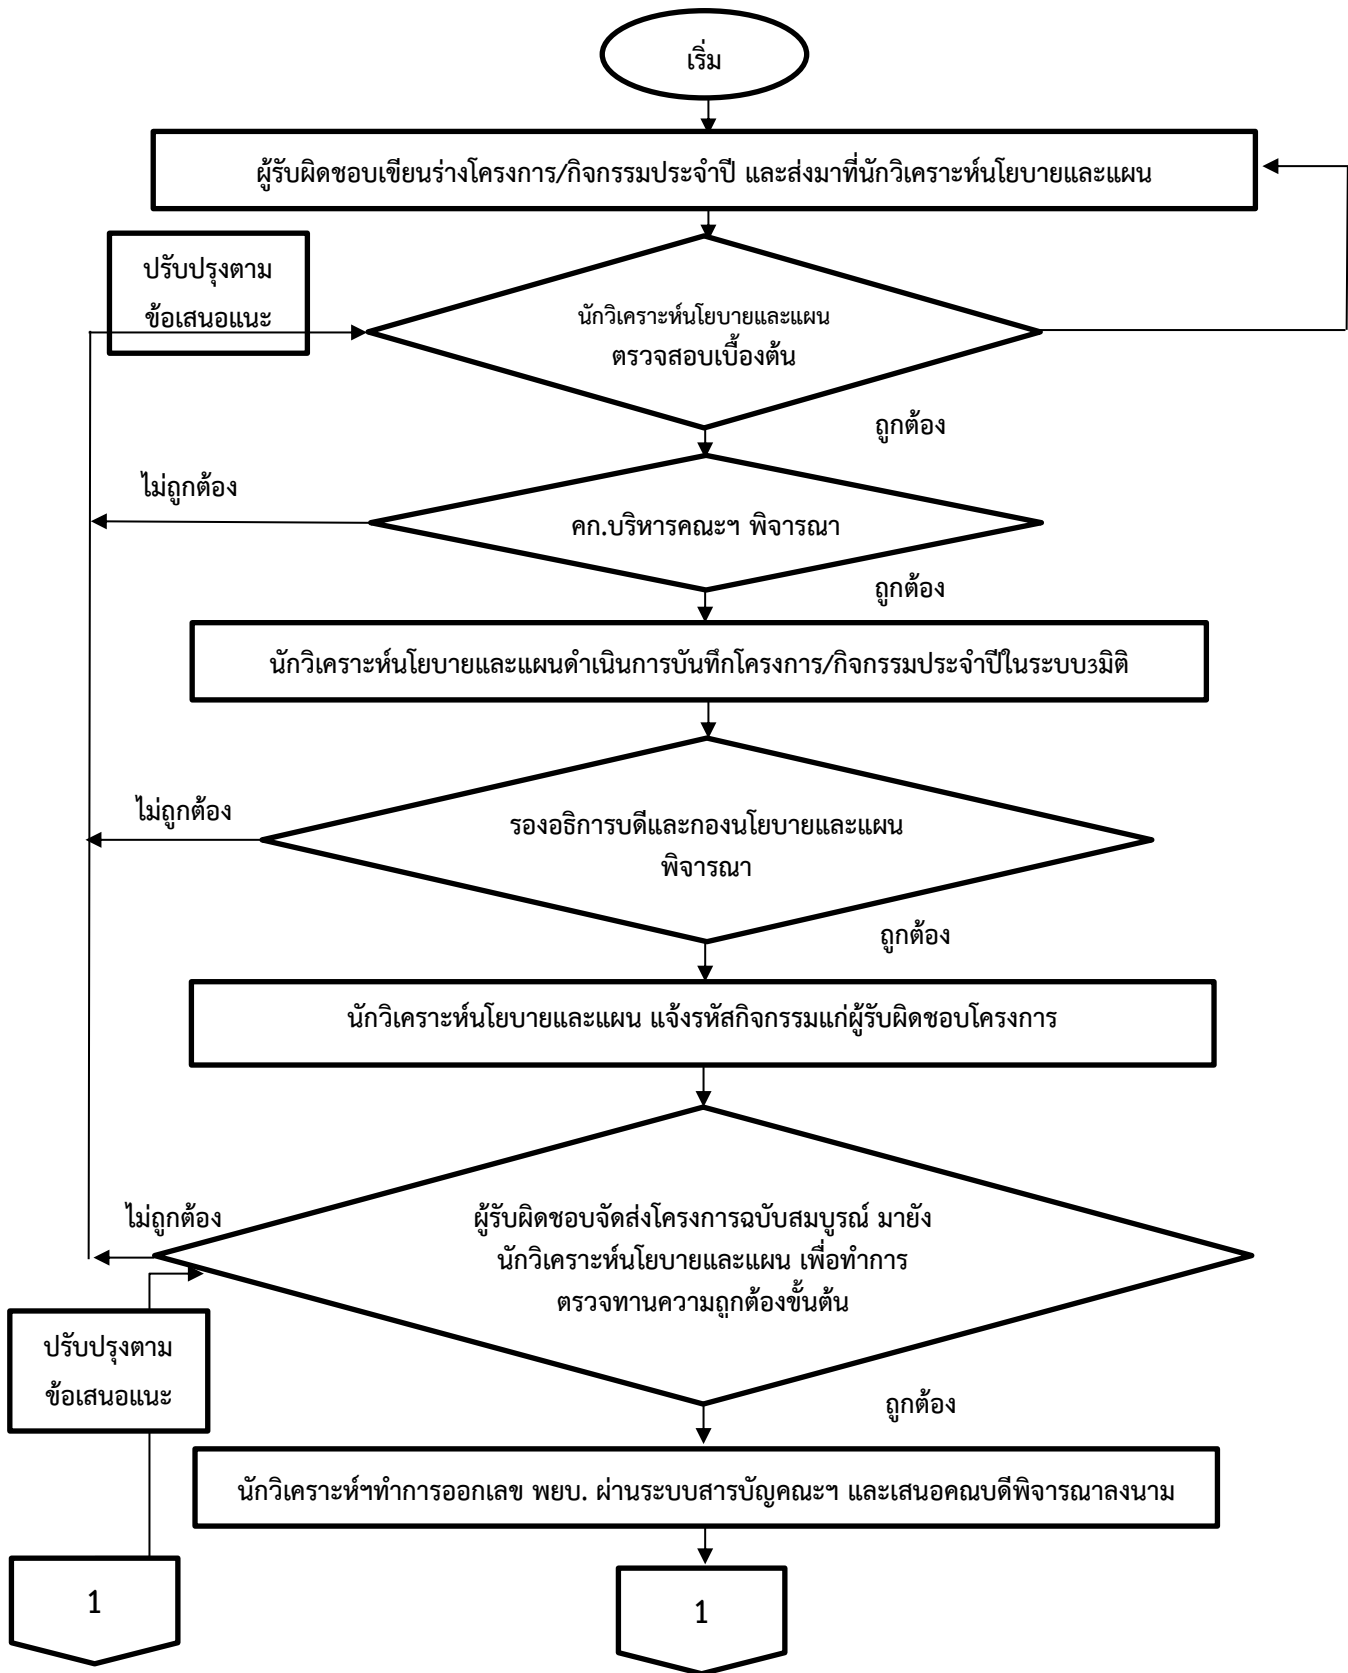 เริ่ม
ผู้รับผิดชอบเขียนร่างโครงการ/กิจกรรมประจำปี และส่งมาที่นักวิเคราะห์นโยบายและแผน
ปรับปรุงตาม
ข้อเสนอแนะ
นักวิเคราะห์นโยบายและแผน
ตรวจสอบเบื้องต้น
ถูกต้อง
ไม่ถูกต้อง
คก.บริหารคณะฯ พิจารณา
ถูกต้อง
นักวิเคราะห์นโยบายและแผนดำเนินการบันทึกโครงการ/กิจกรรมประจำปีในระบบ3มิติ
ไม่ถูกต้อง
รองอธิการบดีและกองนโยบายและแผน
พิจารณา
ถูกต้อง
นักวิเคราะห์นโยบายและแผน แจ้งรหัสกิจกรรมแก่ผู้รับผิดชอบโครงการ
ไม่ถูกต้อง
ผู้รับผิดชอบจัดส่งโครงการฉบับสมบูรณ์ มายัง
นักวิเคราะห์นโยบายและแผน เพื่อทำการ
ตรวจทานความถูกต้องขั้นต้น
ปรับปรุงตาม
ข้อเสนอแนะ
ถูกต้อง
นักวิเคราะห์ฯทำการออกเลข พยบ. ผ่านระบบสารบัญคณะฯ และเสนอคณบดีพิจารณาลงนาม
1
1